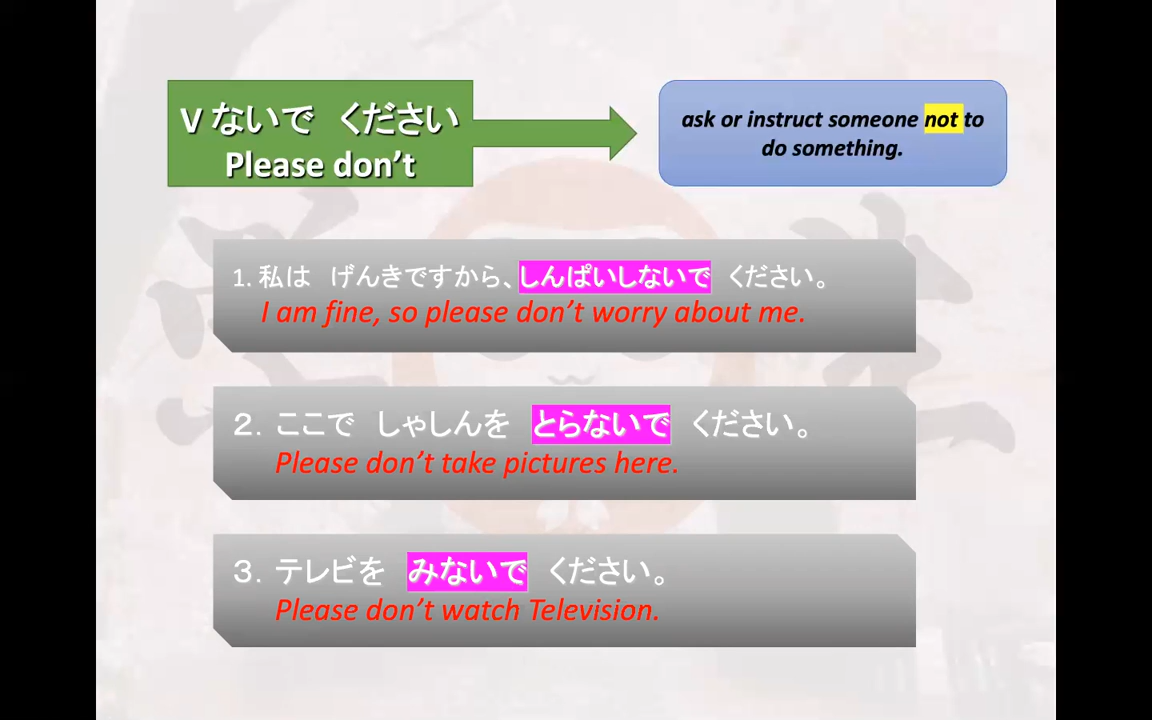 V ないで　ください
Please don't
ask or instruct someone not to
do something.
1. 私は　げんきですから、しんぱいしないで　ください。
I am fine, so please don't worry about me.
２．ここで　しゃしんを　とらないで　ください。
Please don't take pictures here.
３．テレビを　みないで　ください。
Please don't watch Television.